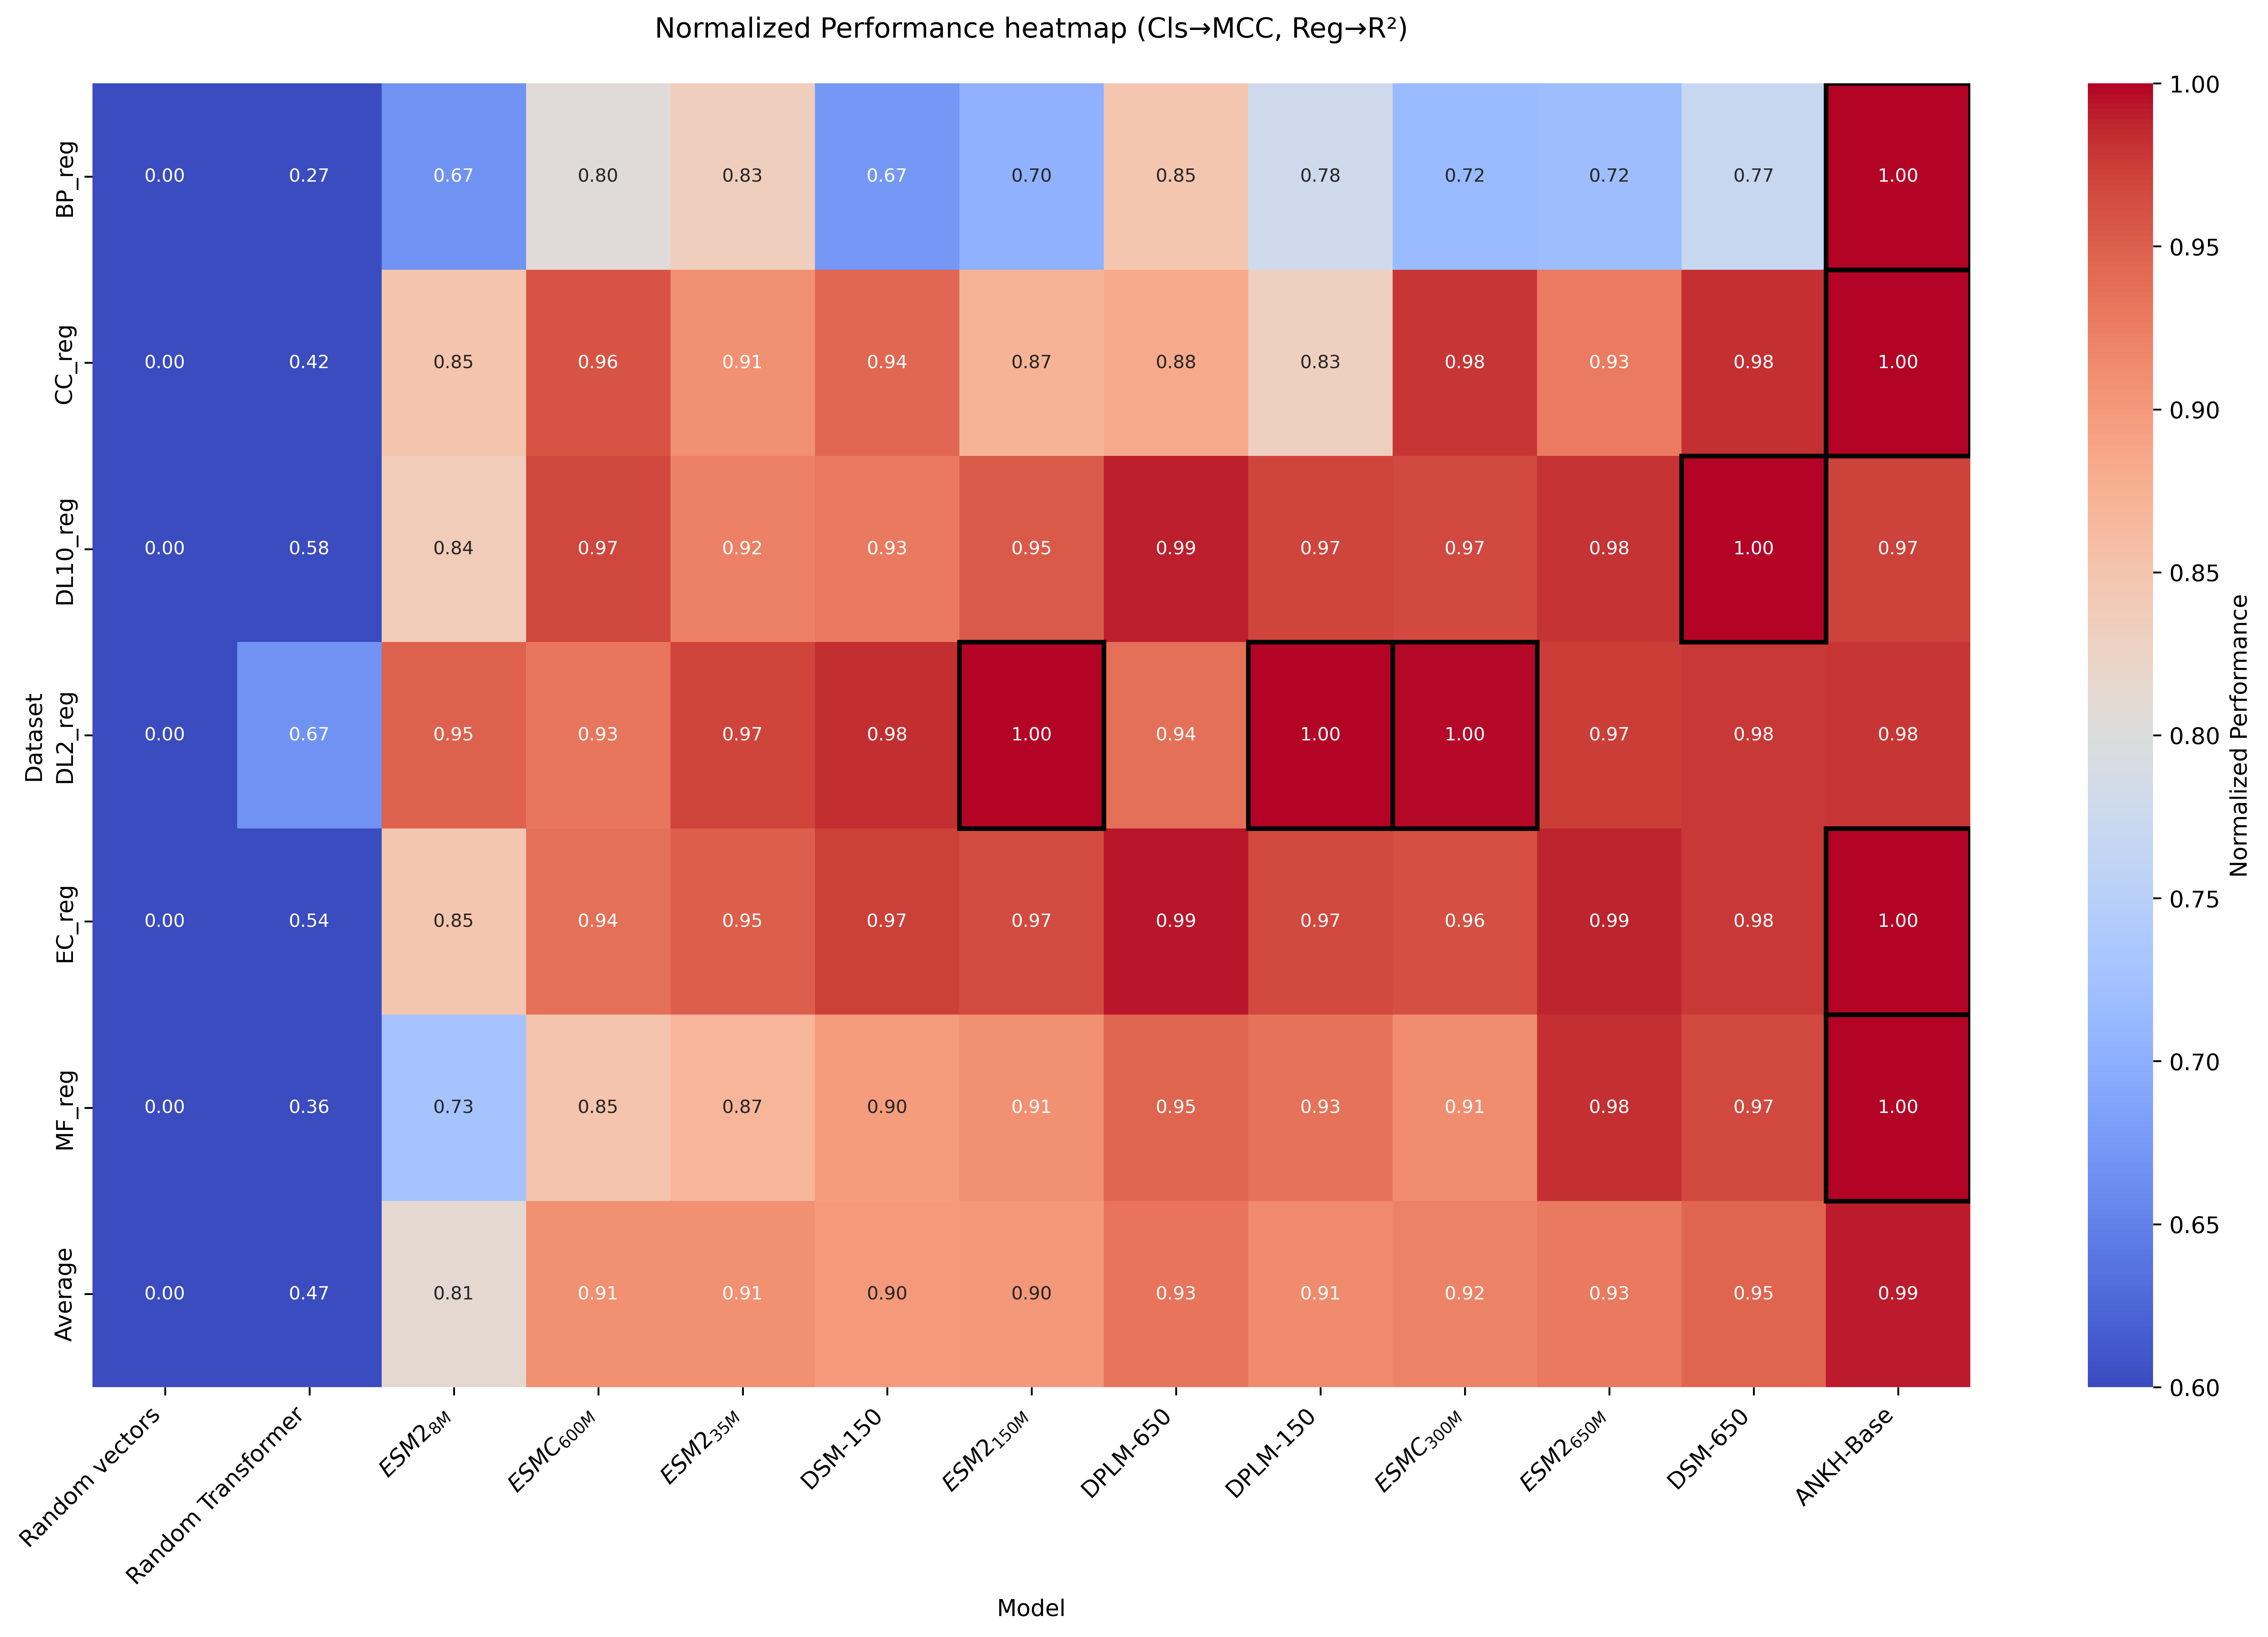 Normalized Performance heatmap (Cls→MCC, Reg→R²)
Dataset
BP_reg 0.00 0.27 0.67 0.80 0.83 0.67 0.70 0.85 0.78 0.72 0.72 0.77 1.00
CC_reg 0.00 0.42 0.85 0.96 0.91 0.94 0.87 0.88 0.83 0.98 0.93 0.98 1.00
DL10_reg 0.00 0.58 0.84 0.97 0.92 0.93 0.95 0.99 0.97 0.97 0.98 1.00 0.97
DL2_reg 0.00 0.67 0.95 0.93 0.97 0.98 1.00 0.94 1.00 1.00 0.97 0.98 0.98
EC_reg 0.00 0.54 0.85 0.94 0.95 0.97 0.97 0.99 0.97 0.96 0.99 0.98 1.00
MF_reg 0.00 0.36 0.73 0.85 0.87 0.90 0.91 0.95 0.93 0.91 0.98 0.97 1.00
Average 0.00 0.47 0.81 0.91 0.91 0.90 0.90 0.93 0.91 0.92 0.93 0.95 0.99
Random vectors
Random Transformer
ESM2₈M
ESMC₆₀₀M
ESM2₃₅M
DSM-150
ESM2₁₅₀M
DPLM-650
DPLM-150
ESMC₃₀₀M
ESM2₆₅₀M
DSM-650
ANKH-Base
Model
1.00
0.95
0.90
0.85
0.80
0.75
0.70
0.65
0.60
Normalized Performance